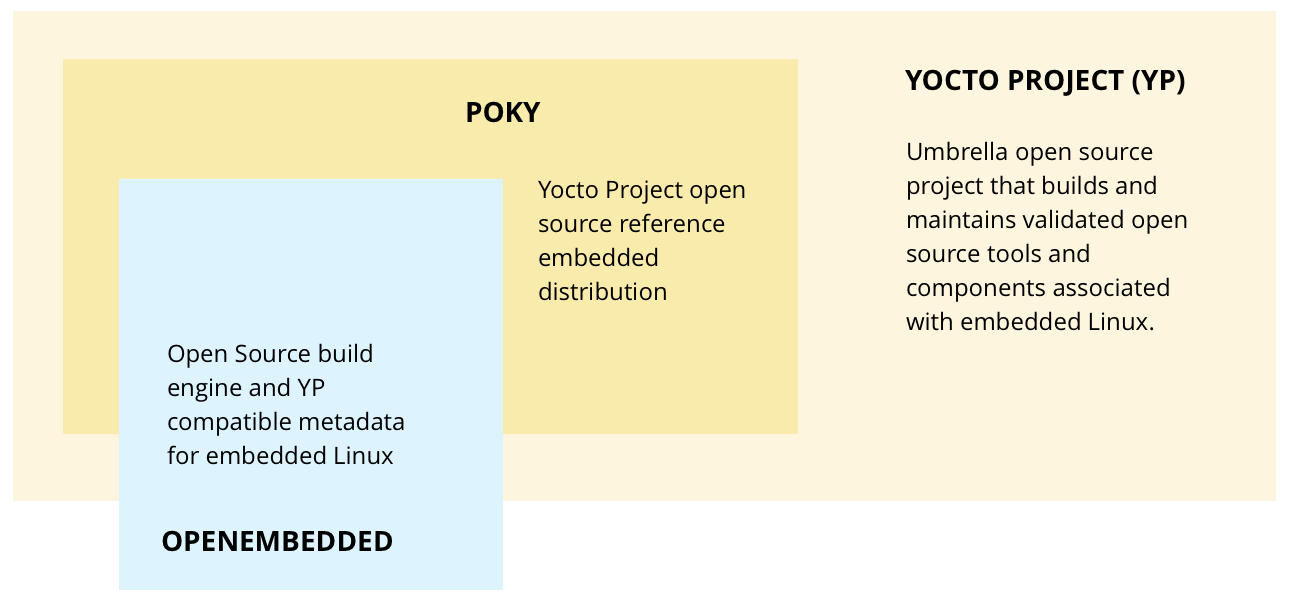 POKY
Yocto Project open
source reference
embedded
distribution
Open Source build
engine and YP
compatible metadata
for embedded Linux
OPENEMBEDDED
YOCTO PROJECT (YP)
Umbrella open source
project that builds and
maintains validated open
source tools and
components associated
with embedded Linux.